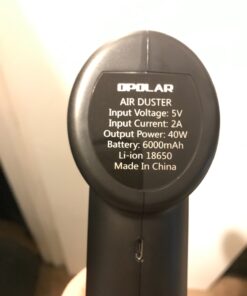 OPOLAR
AIR DUSTER
Input Voltage: 5V
Input Current: 2A
Output Power: 40W
Battery: 6000mAh
Li-ion 18650
Made In China